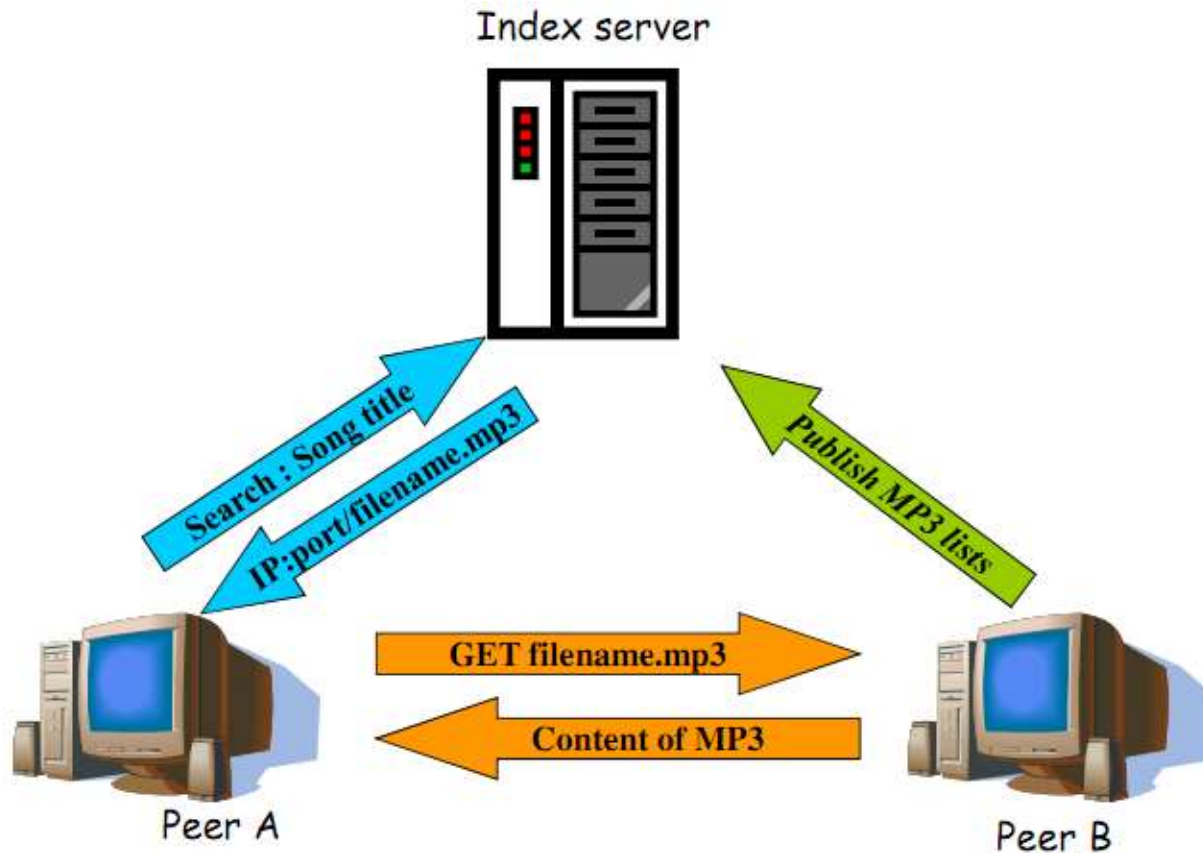 Index server
Search : Song title
IP:port/filename.mp3
Publish MP3 lists
GET filename.mp3
Content of MP3
Peer A
Peer B